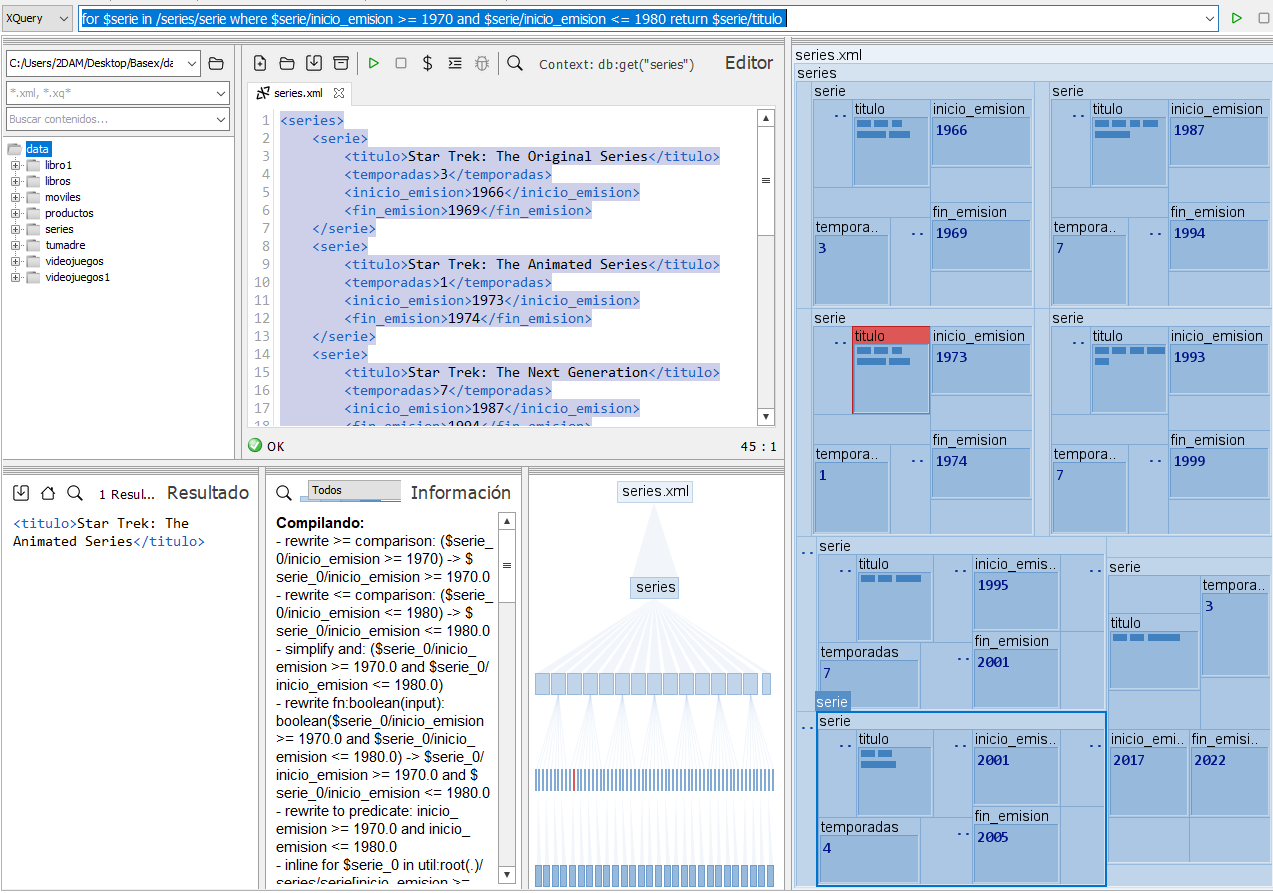 XQuery
for $serie in /series/serie where $serie/inicio_emision >= 1970 and $serie/inicio_emision <= 1980 return $serie/titulo
C:/Users/2DAM/Desktop/Basex/da
*.xml, *.xq*
Buscar contenidos...
data
libro1
libros
moviles
productos
series
tumadre
videojuegos
videojuegos1
Context: db:get("series")
Editor
series.xml
1 <series>
2 <serie>
3 <titulo>Star Trek: The Original Series</titulo>
4 <temporadas>3</temporadas>
5 <inicio_emision>1966</inicio_emision>
6 <fin_emision>1969</fin_emision>
7 </serie>
8 <serie>
9 <titulo>Star Trek: The Animated Series</titulo>
10 <temporadas>1</temporadas>
11 <inicio_emision>1973</inicio_emision>
12 <fin_emision>1974</fin_emision>
13 </serie>
14 <serie>
15 <titulo>Star Trek: The Next Generation</titulo>
16 <temporadas>7</temporadas>
17 <inicio_emision>1987</inicio_emision>
18 <fin_emision>1994</fin_emision>
OK
45 : 1
1 Resul...
Resultado
<titulo>Star Trek: The
Animated Series</titulo>
Todos
Información
Compilando:
- rewrite >= comparison: ($serie_
0/inicio_emision >= 1970) -> $
serie_0/inicio_emision >= 1970.0
- rewrite <= comparison: ($serie_
0/inicio_emision <= 1980) -> $
serie_0/inicio_emision <= 1980.0
- simplify and: ($serie_0/inicio_
emision >= 1970.0 and $serie_0/
inicio_emision <= 1980.0)
- rewrite fn:boolean(input):
boolean($serie_0/inicio_emision
>= 1970.0 and $serie_0/inicio_
emision <= 1980.0) -> $serie_0/
inicio_emision >= 1970.0 and $
serie_0/inicio_emision <= 1980.0
- rewrite to predicate: inicio_
emision >= 1970.0 and inicio_
emision <= 1980.0
- inline for $serie_0 in util:root(.)/
series/serie[inicio_emision >=
series.xml
series
series.xml
series
serie
..
titulo
inicio_emision
1966
tempora..
3
..
fin_emision
1969
serie
..
titulo
inicio_emision
1987
tempora..
7
..
fin_emision
1994
serie
..
titulo
inicio_emision
1973
tempora..
1
..
fin_emision
1974
serie
..
titulo
inicio_emision
1993
tempora..
7
..
fin_emision
1999
..
serie
..
titulo
..
inicio_emis..
1995
..
temporadas
7
..
fin_emision
2001
serie
titulo
tempora..
3
inicio_emi..
2017
fin_emisi..
2022
serie
..
serie
..
titulo
..
inicio_emis..
2001
..
temporadas
4
..
fin_emision
2005